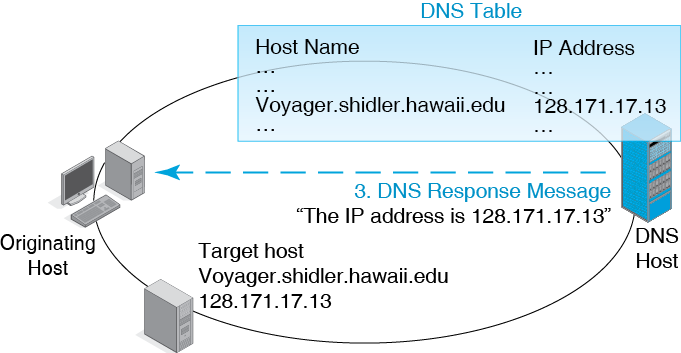 DNS Table
Host Name IP Address
... ...
... ...
Voyager.shidler.hawaii.edu 128.171.17.13
... ...
3. DNS Response Message
“The IP address is 128.171.17.13”
Originating
Host
DNS
Host
Target host
Voyager.shidler.hawaii.edu
128.171.17.13